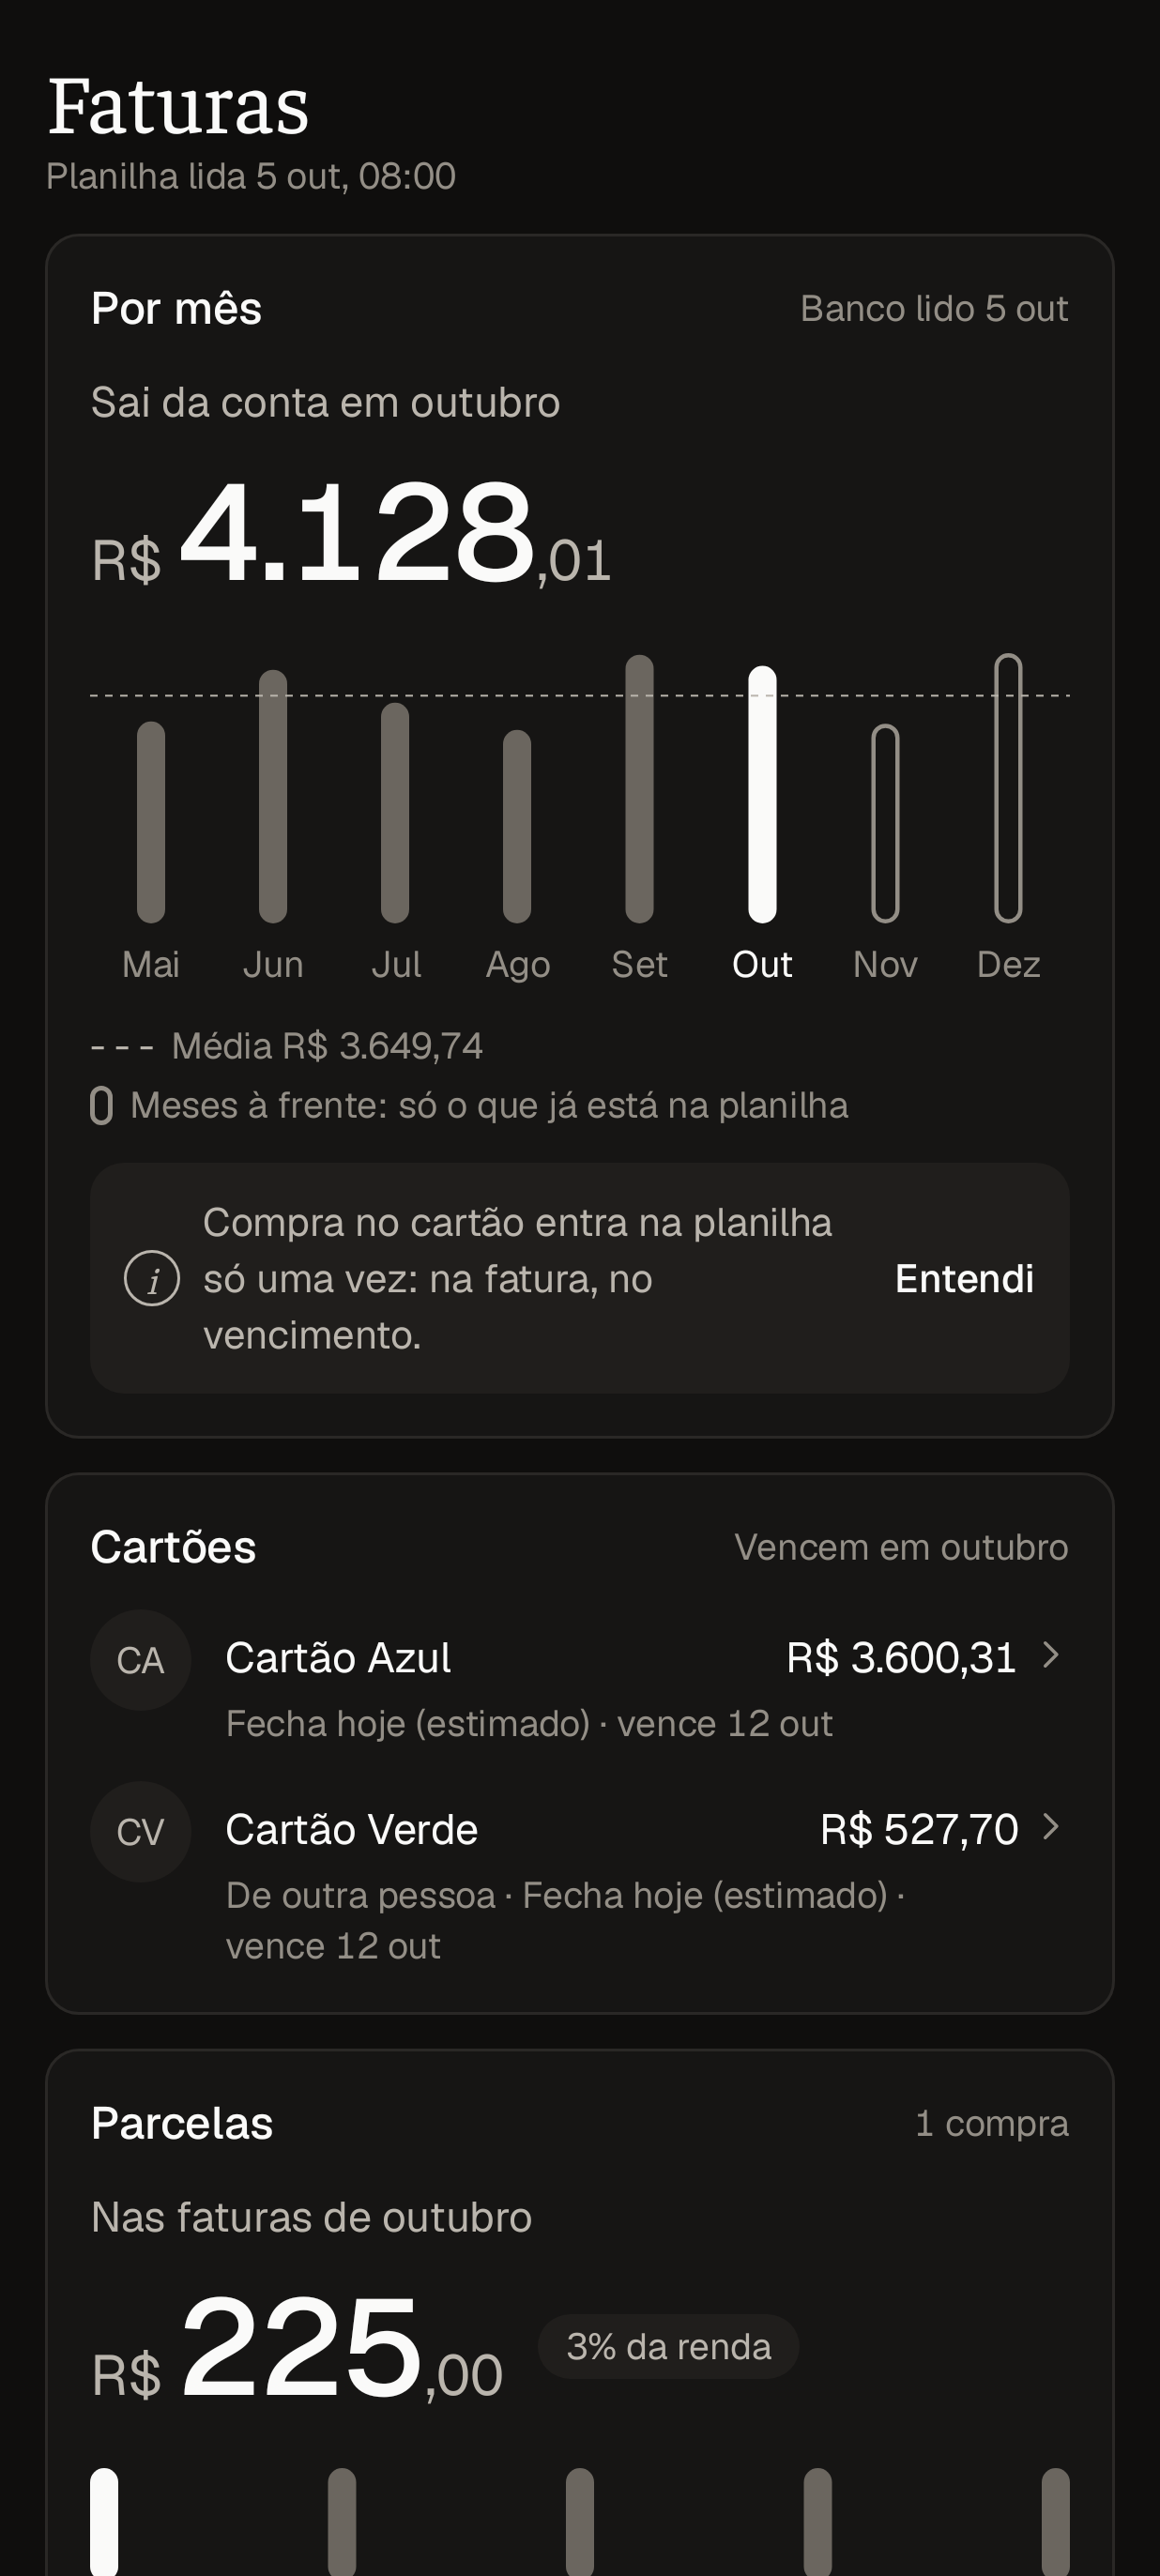 Faturas
Planilha lida 5 out, 08:00
Por mês
Banco lido 5 out
Sai da conta em outubro
R$ 4.128,01
Mai Jun Jul Ago Set Out Nov Dez
--- Média R$ 3.649,74
Meses à frente: só o que já está na planilha
Compra no cartão entra na planilha
só uma vez: na fatura, no
vencimento.
Entendi
Cartões
Vencem em outubro
CA
Cartão Azul
R$ 3.600,31
Fecha hoje (estimado) · vence 12 out
CV
Cartão Verde
R$ 527,70
De outra pessoa · Fecha hoje (estimado) ·
vence 12 out
Parcelas
1 compra
Nas faturas de outubro
R$ 225,00
3% da renda